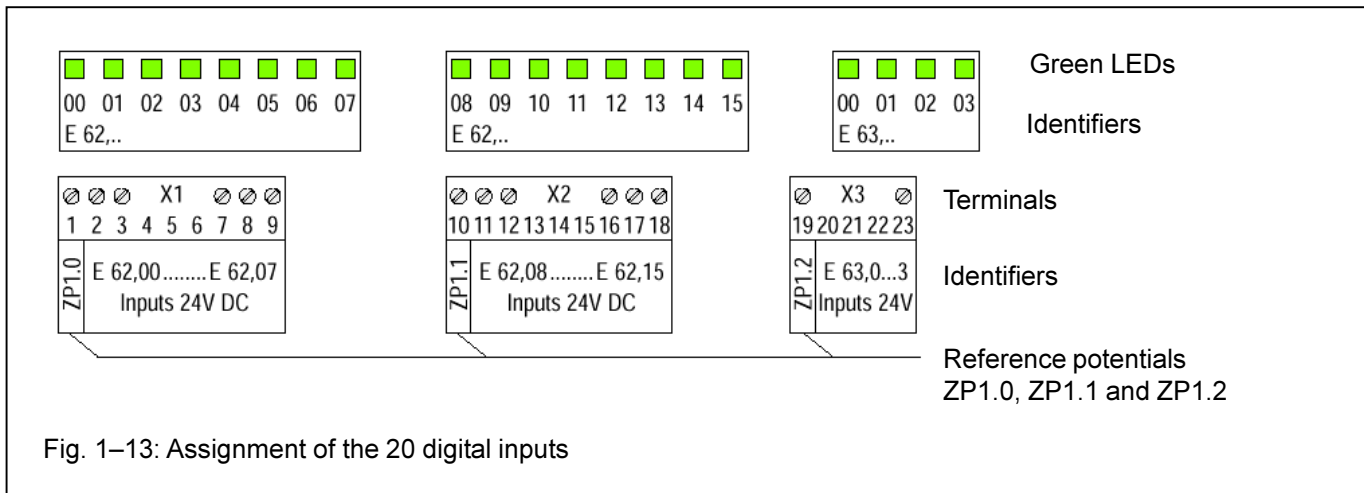 Green LEDs
00 01 02 03 04 05 06 07
08 09 10 11 12 13 14 15
00 01 02 03
Identifiers
E 62,..
E 62,..
E 63,..
X1
X2
X3
Terminals
1 2 3 4 5 6 7 8 9
10 11 12 13 14 15 16 17 18
19 20 21 22 23
ZP1.0
E 62,00........E 62,07
Inputs 24V DC
ZP1.1
E 62,08........E 62,15
Inputs 24V DC
ZP1.2
E 63,0...3
Inputs 24V
Identifiers
Reference potentials
ZP1.0, ZP1.1 and ZP1.2
Fig. 1–13: Assignment of the 20 digital inputs